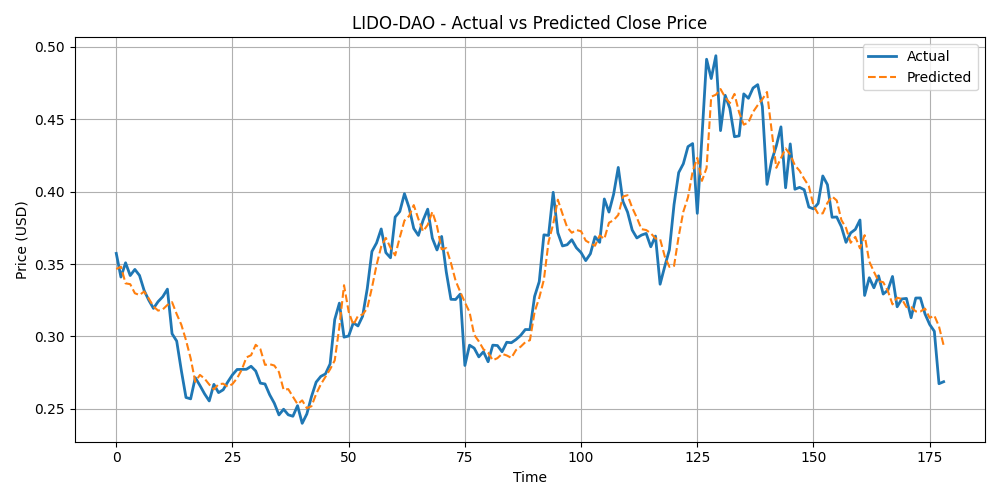 LIDO-DAO - Actual vs Predicted Close Price
Price (USD)
0.50
0.45
0.40
0.35
0.30
0.25
Actual
Predicted
0
25
50
75
100
125
150
175
Time